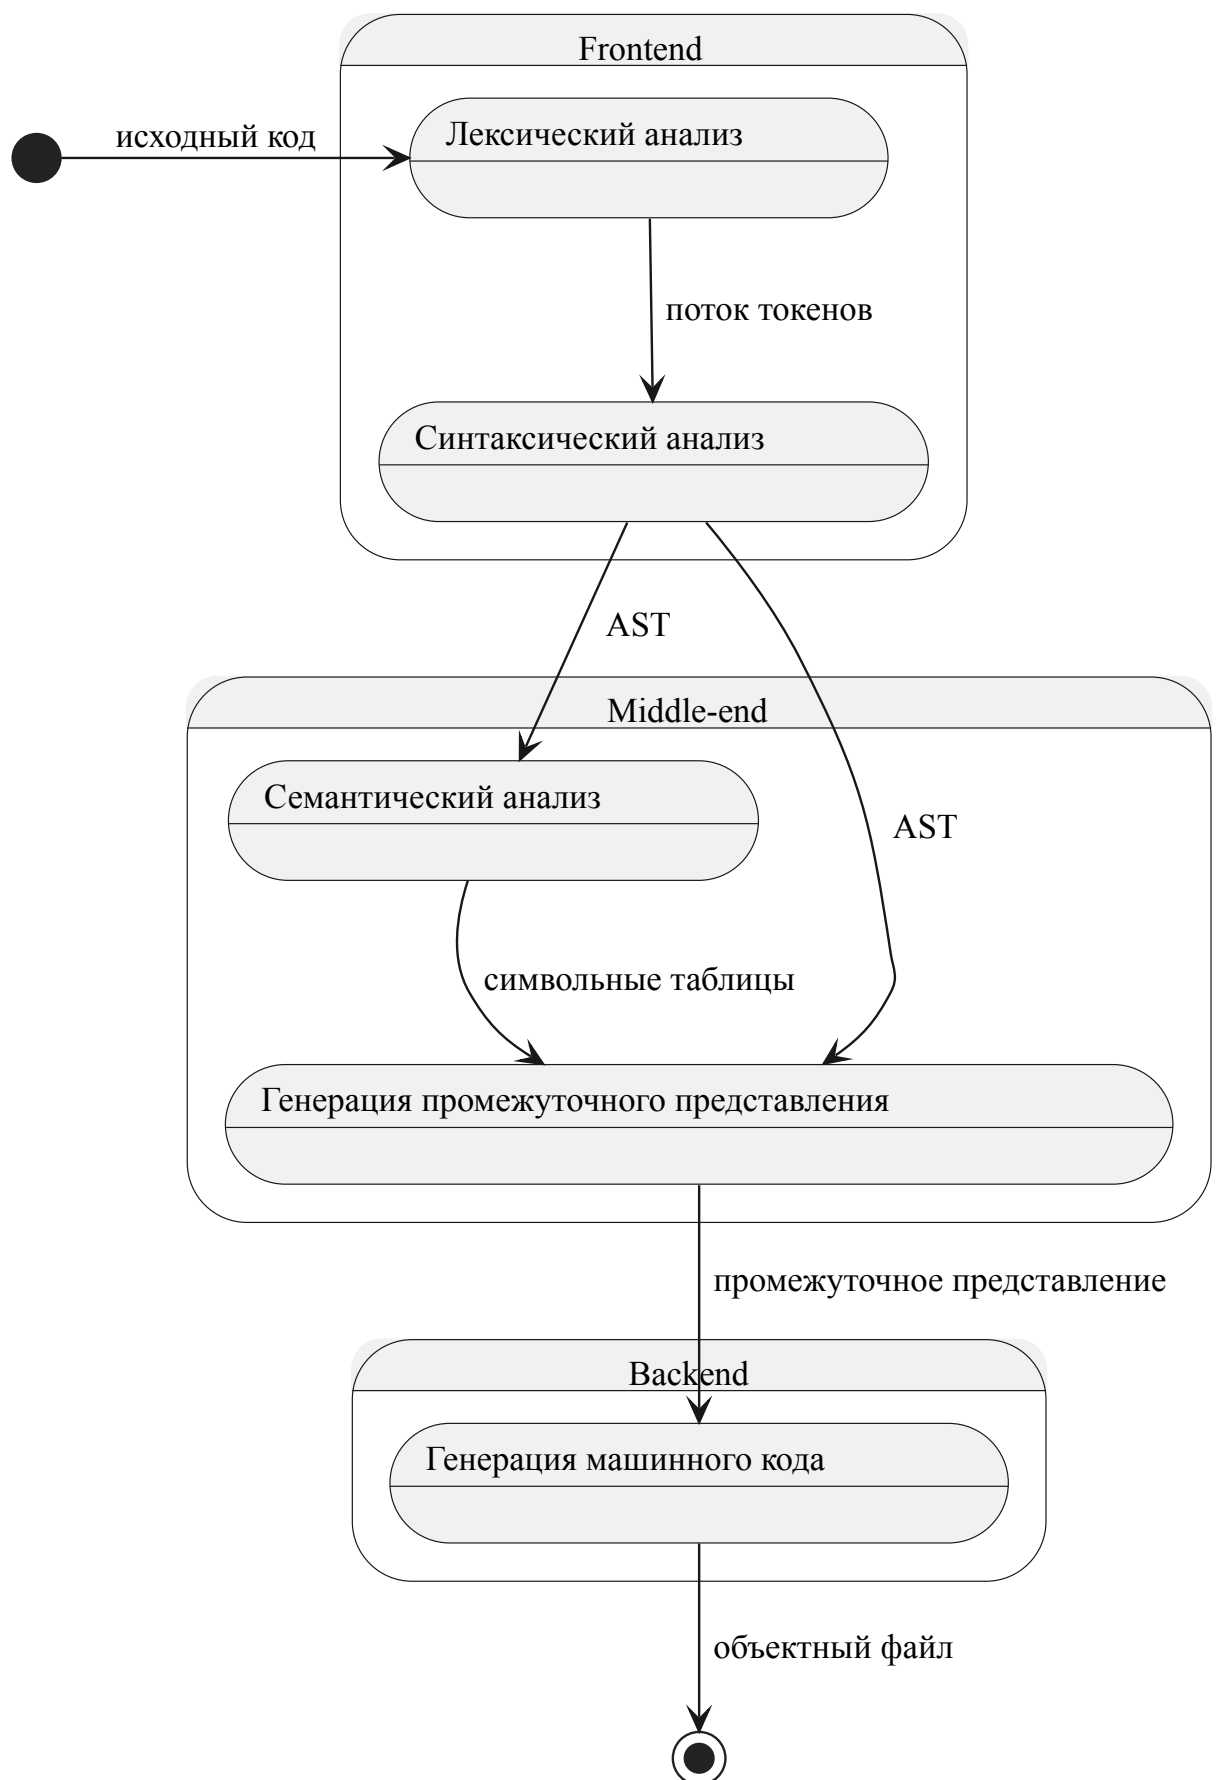 Frontend
исходный код
Лексический анализ
поток токенов
Синтаксический анализ
AST
Middle-end
Семантический анализ
AST
символьные таблицы
Генерация промежуточного представления
промежуточное представление
Backend
Генерация машинного кода
объектный файл